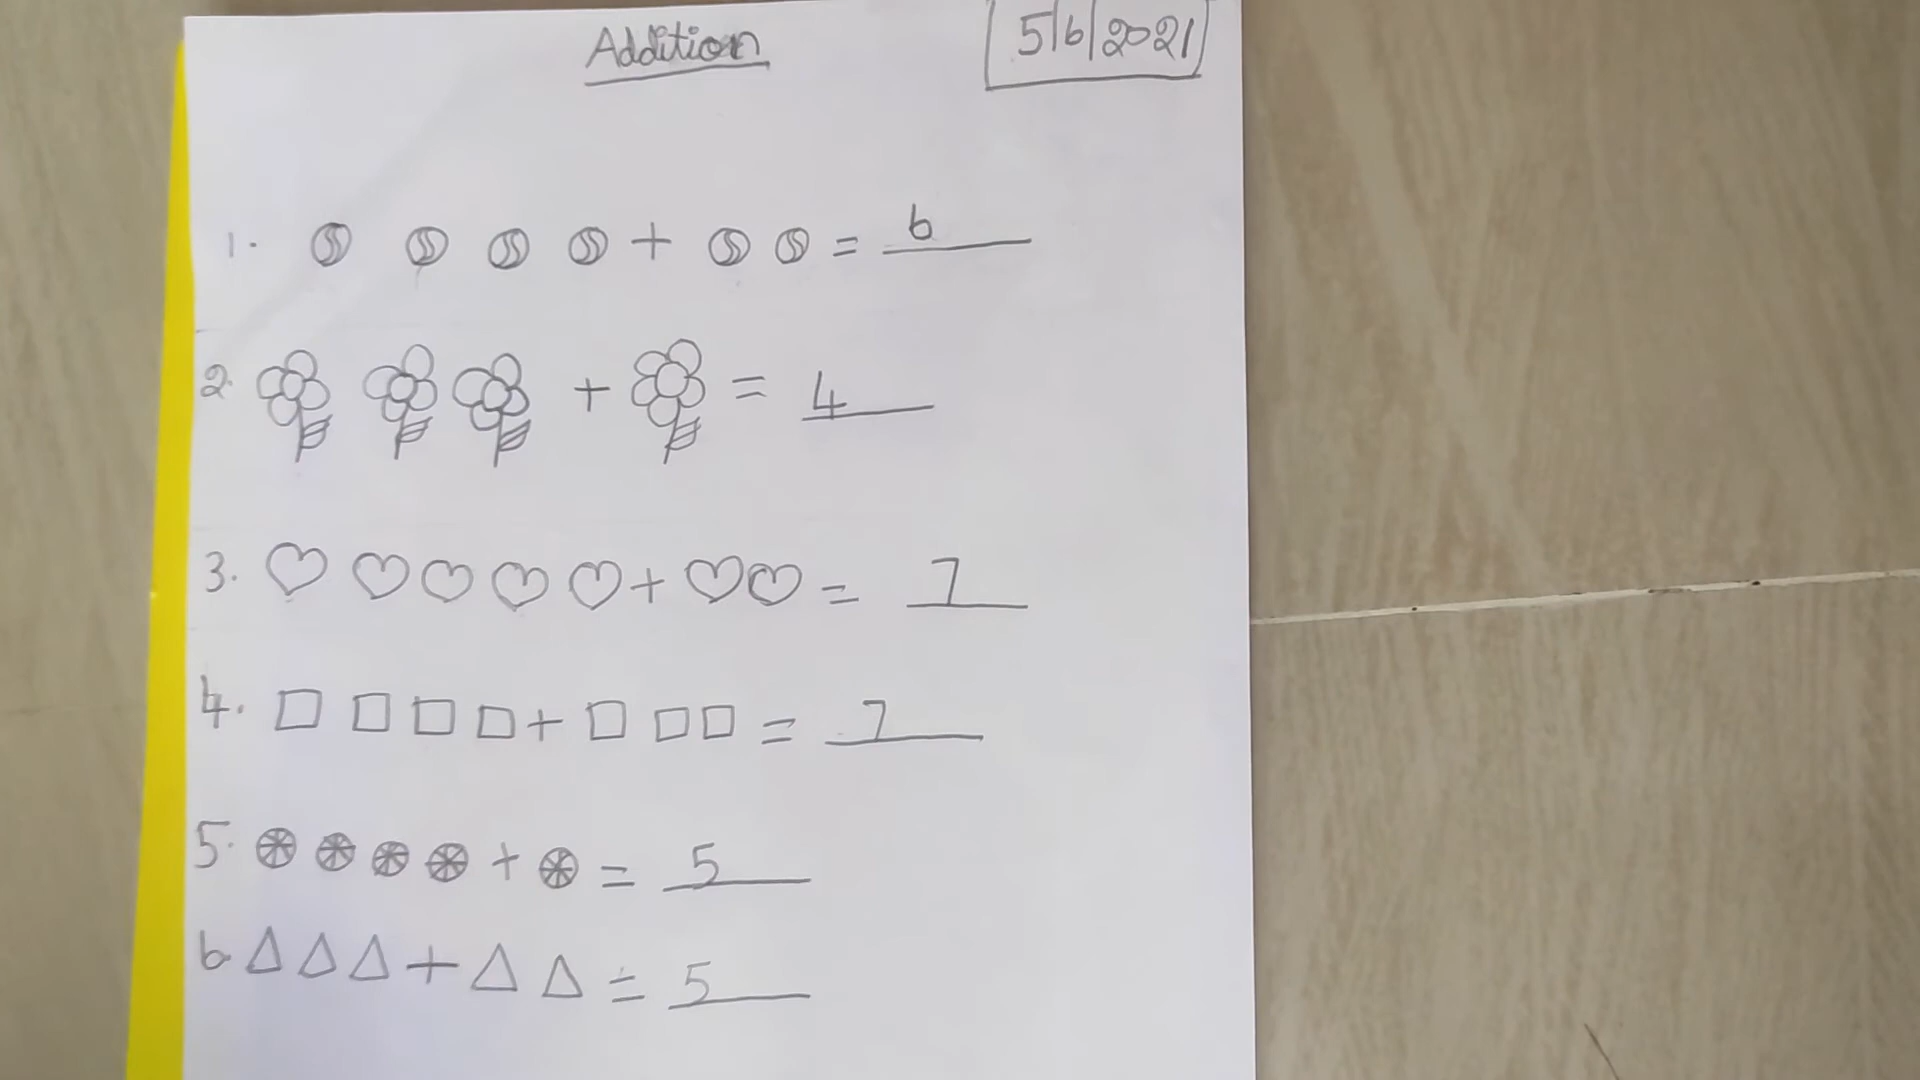 Addition
5/6/2021
1. + = 6
2. + = 4
3. + = 7
4. + = 7
5. + = 5
6 + = 5